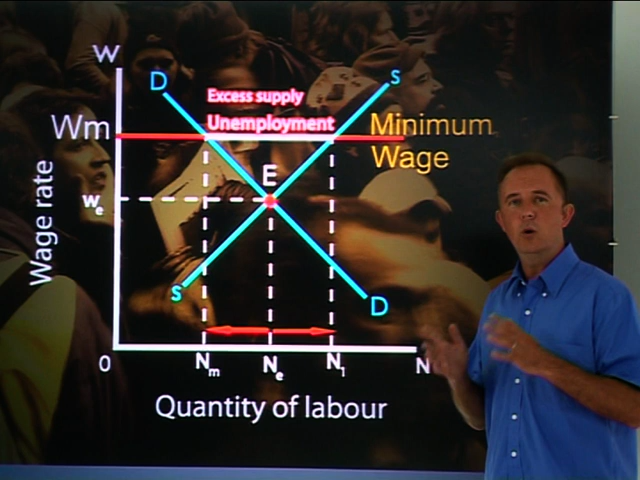 W
D
S
Excess supply
Unemployment
Wm
Minimum
Wage
E
We
Wage rate
S
D
0
Nm
Ne
N1
N
Quantity of labour